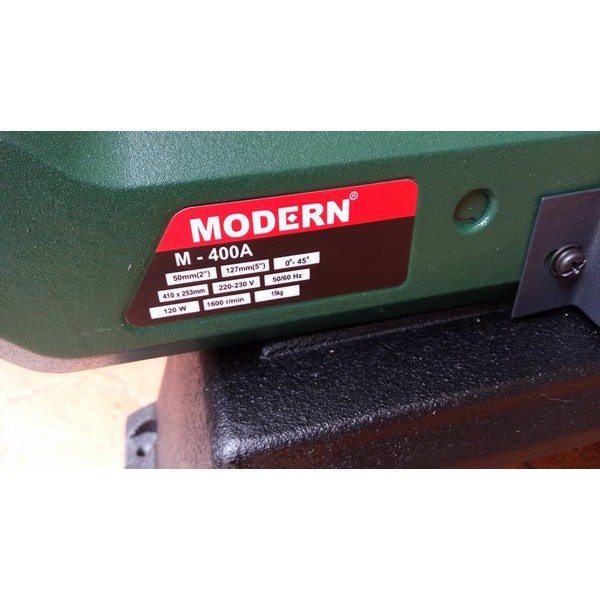 MODERN®
M - 400A
50mm(2") 127mm(5") 0°- 45°
410 x 253mm 220-230 V 50/60 Hz
120 W 1600 r/min 15kg